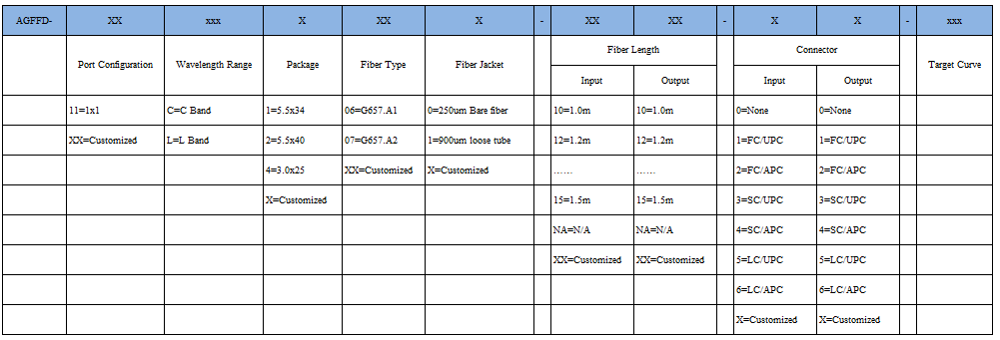 AGFFD- XX xxx X XX X - XX XX - X X - xxx
Fiber Length Connector
Port Configuration Wavelength Range Package Fiber Type Fiber Jacket Target Curve
Input Output Input Output
11=1x1 C=C Band 1=5.5x34 06=G657.A1 0=250um Bare fiber 10=1.0m 10=1.0m 0=None 0=None
XX=Customized L=L Band 2=5.5x40 07=G657.A2 1=900um loose tube 12=1.2m 12=1.2m 1=FC/UPC 1=FC/UPC
4=3.0x25 XX=Customized X=Customized …… …… 2=FC/APC 2=FC/APC
X=Customized 15=1.5m 15=1.5m 3=SC/UPC 3=SC/UPC
NA=N/A NA=N/A 4=SC/APC 4=SC/APC
XX=Customized XX=Customized 5=LC/UPC 5=LC/UPC
6=LC/APC 6=LC/APC
X=Customized X=Customized